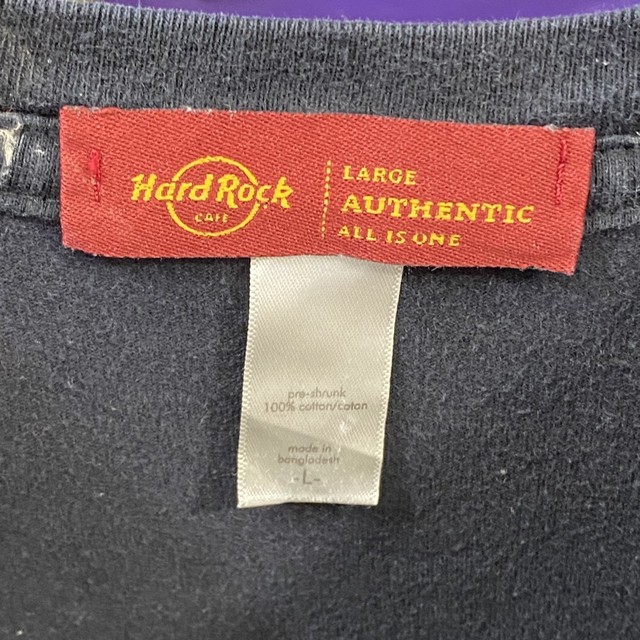 Hard Rock
CAFE
LARGE
AUTHENTIC
ALL IS ONE
pre-shrunk
100% cotton/coton
made in
bangladesh
-L-